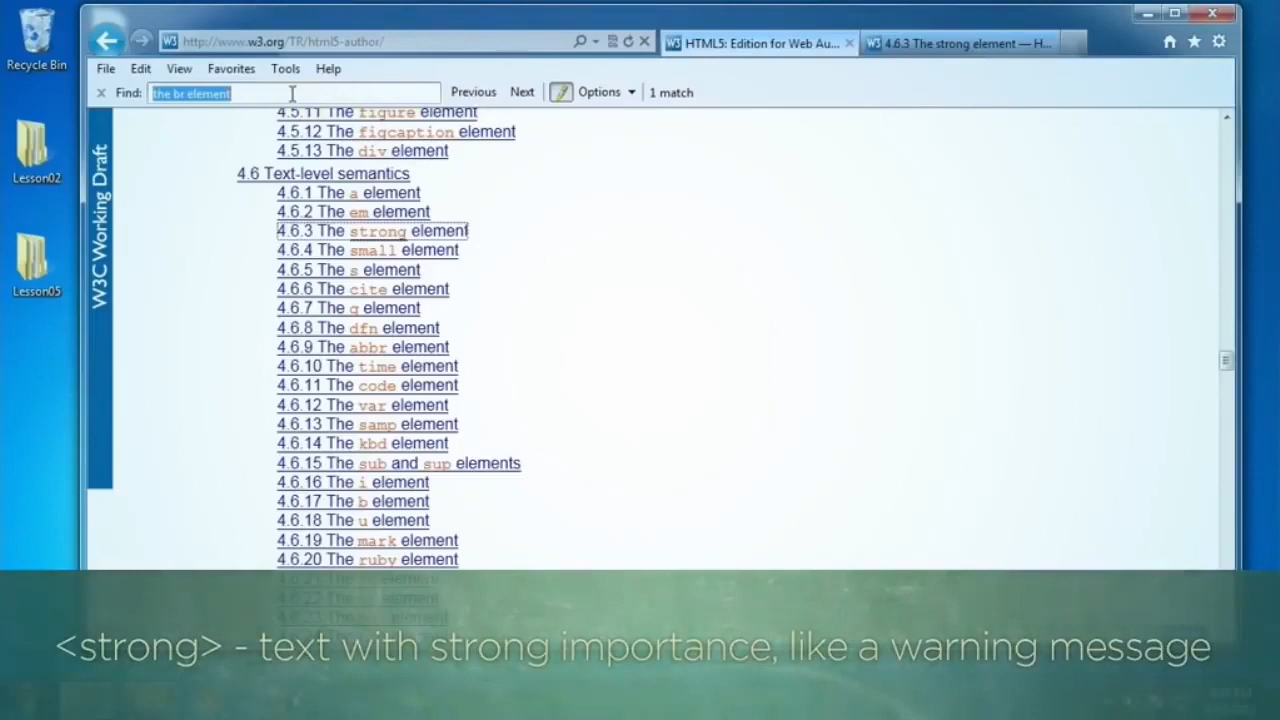 Recycle Bin
Lesson02
Lesson05
http://www.w3.org/TR/html5-author/
HTML5: Edition for Web Au...
4.6.3 The strong element — H...
File Edit View Favorites Tools Help
Find: the br element Previous Next Options 1 match
W3C Working Draft
4.5.11 The figure element
4.5.12 The figcaption element
4.5.13 The div element
4.6 Text-level semantics
4.6.1 The a element
4.6.2 The em element
4.6.3 The strong element
4.6.4 The small element
4.6.5 The s element
4.6.6 The cite element
4.6.7 The q element
4.6.8 The dfn element
4.6.9 The abbr element
4.6.10 The time element
4.6.11 The code element
4.6.12 The var element
4.6.13 The samp element
4.6.14 The kbd element
4.6.15 The sub and sup elements
4.6.16 The i element
4.6.17 The b element
4.6.18 The u element
4.6.19 The mark element
4.6.20 The ruby element
<strong> - text with strong importance, like a warning message